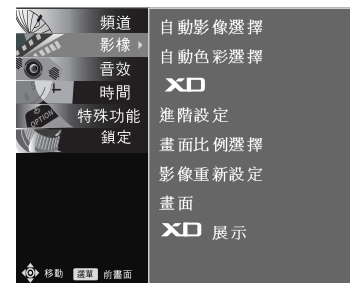 頻道
影像
音效
時間
OPTION
特殊功能
鎖定
移動 選單 前畫面
自動影像選擇
自動色彩選擇
XD
進階設定
畫面比例選擇
影像重新設定
畫面
XD 展示